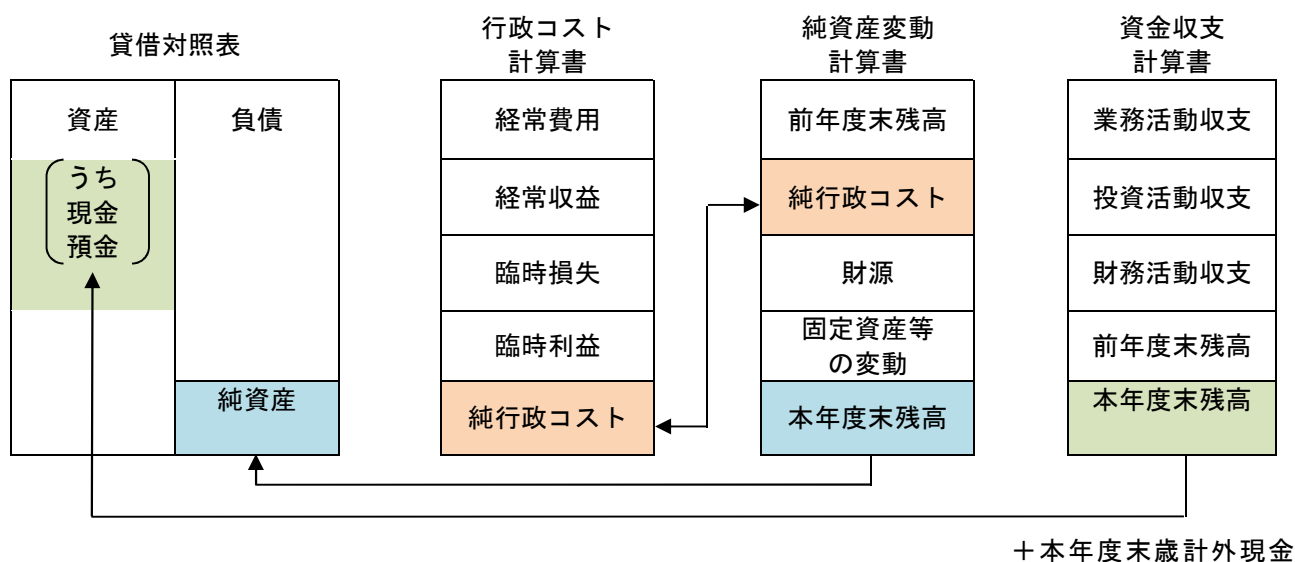 貸借対照表
資産
うち
現金
預金
負債
純資産
行政コスト
計算書
経常費用
経常収益
臨時損失
臨時利益
純行政コスト
純資産変動
計算書
前年度末残高
純行政コスト
財源
固定資産等
の変動
本年度末残高
資金収支
計算書
業務活動収支
投資活動収支
財務活動収支
前年度末残高
本年度末残高
＋本年度末歳計外現金